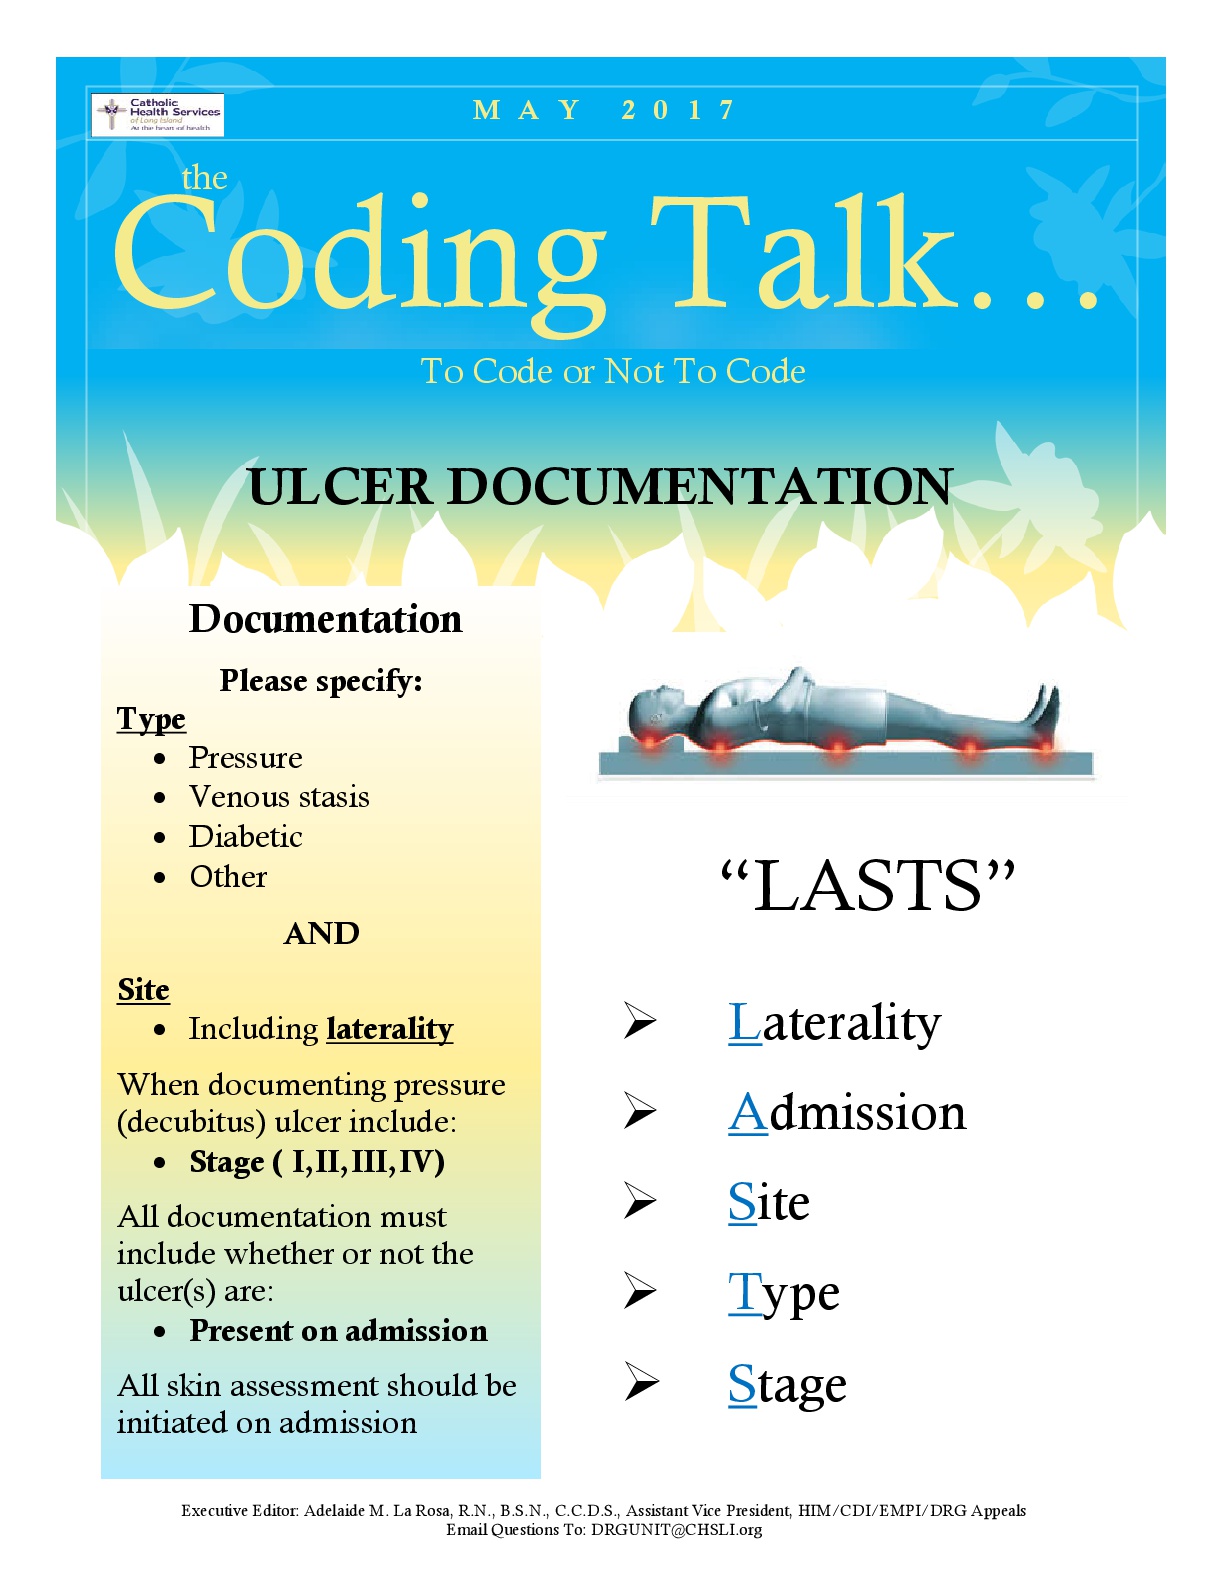 Catholic
Health Services
of Long Island
At the heart of health
MAY 2017
the
Coding Talk…
To Code or Not To Code
ULCER DOCUMENTATION
Documentation
Please specify:
Type
• Pressure
• Venous stasis
• Diabetic
• Other
AND
Site
• Including laterality
When documenting pressure
(decubitus) ulcer include:
• Stage ( I,II,III,IV)
All documentation must
include whether or not the
ulcer(s) are:
• Present on admission
All skin assessment should be
initiated on admission
“LASTS”
➢ Laterality
➢ Admission
➢ Site
➢ Type
➢ Stage
Executive Editor: Adelaide M. La Rosa, R.N., B.S.N., C.C.D.S., Assistant Vice President, HIM/CDI/EMPI/DRG Appeals
Email Questions To: DRGUNIT@CHSLI.org